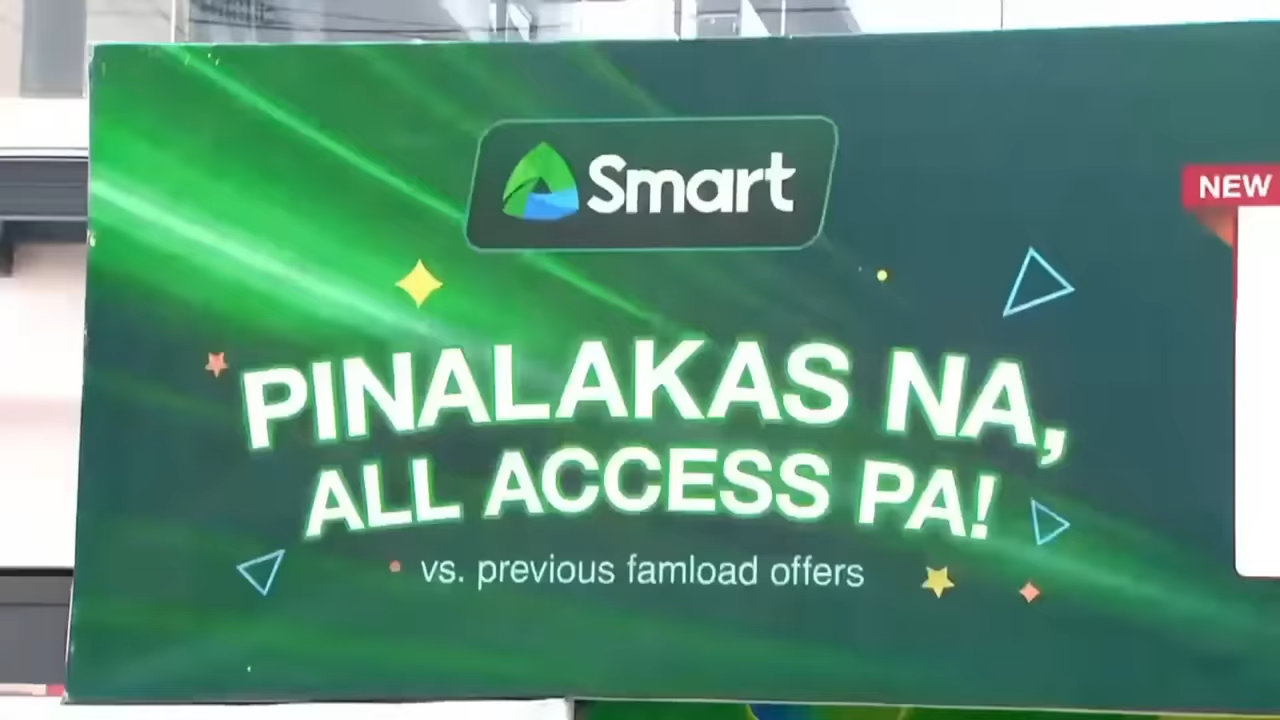 Smart
NEW
PINALAKAS NA,
ALL ACCESS PA!
vs. previous famload offers